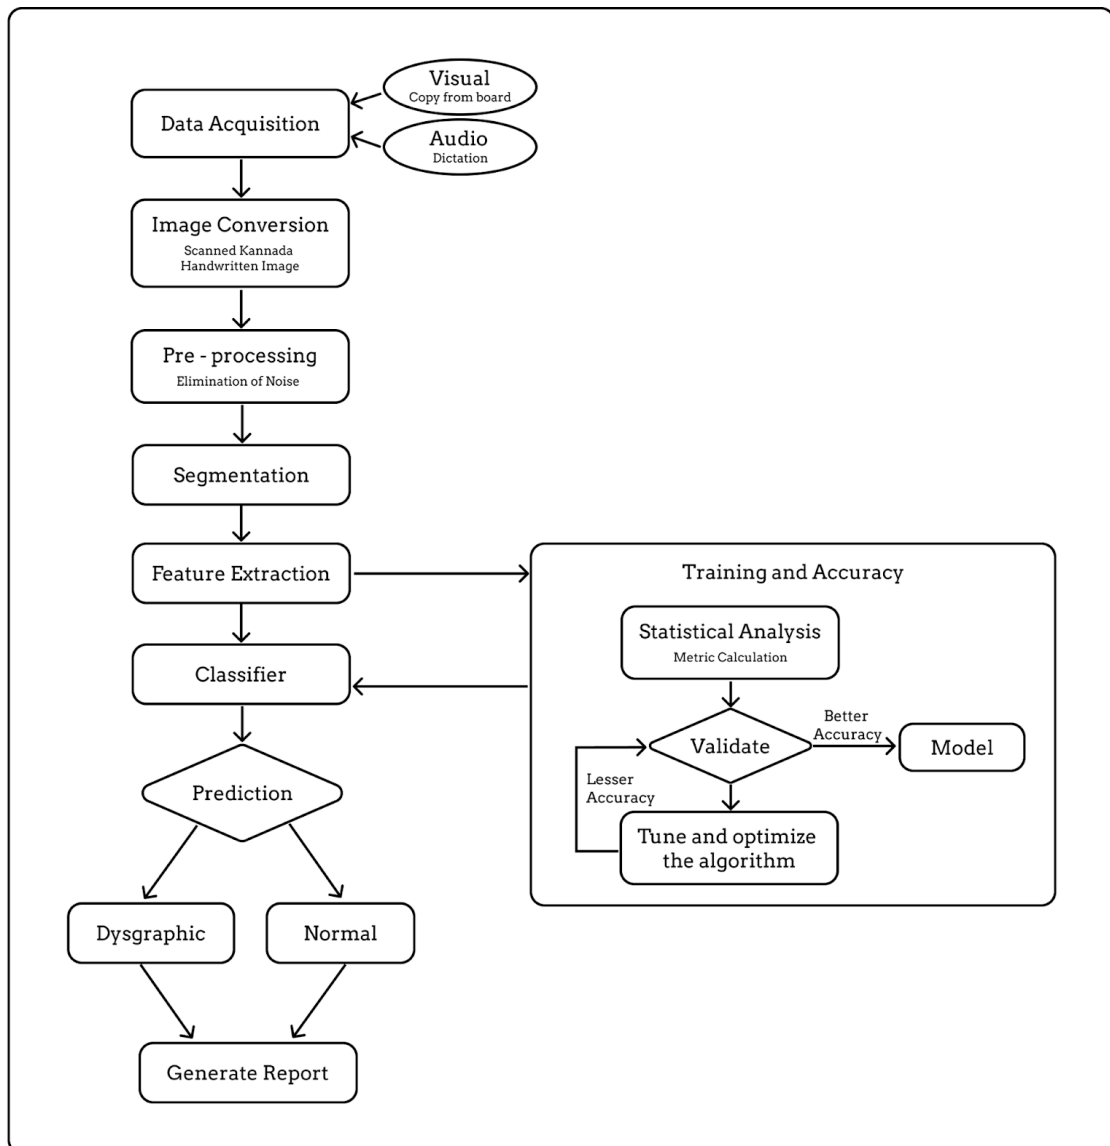 Visual
Copy from board
Data Acquisition
Audio
Dictation
Image Conversion
Scanned Kannada
Handwritten Image
Pre - processing
Elimination of Noise
Segmentation
Feature Extraction
Classifier
Prediction
Dysgraphic
Normal
Generate Report
Training and Accuracy
Statistical Analysis
Metric Calculation
Validate
Better
Accuracy
Model
Lesser
Accuracy
Tune and optimize
the algorithm